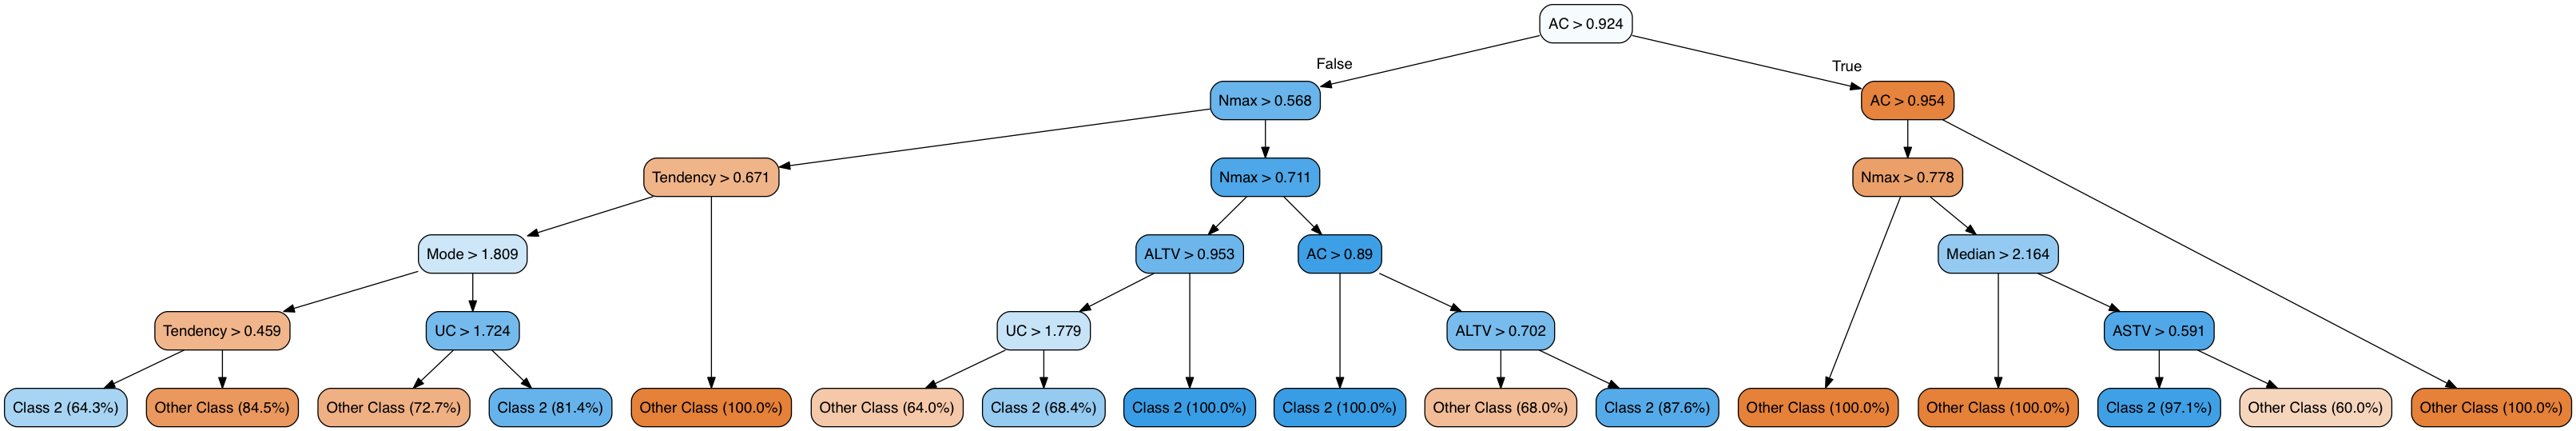 AC > 0.924
False
True
Nmax > 0.568
AC > 0.954
Tendency > 0.671
Nmax > 0.711
Nmax > 0.778
Mode > 1.809
ALTV > 0.953
AC > 0.89
Median > 2.164
Tendency > 0.459
UC > 1.724
UC > 1.779
ALTV > 0.702
ASTV > 0.591
Class 2 (64.3%)
Other Class (84.5%)
Other Class (72.7%)
Class 2 (81.4%)
Other Class (100.0%)
Other Class (64.0%)
Class 2 (68.4%)
Class 2 (100.0%)
Class 2 (100.0%)
Other Class (68.0%)
Class 2 (87.6%)
Other Class (100.0%)
Other Class (100.0%)
Class 2 (97.1%)
Other Class (60.0%)
Other Class (100.0%)